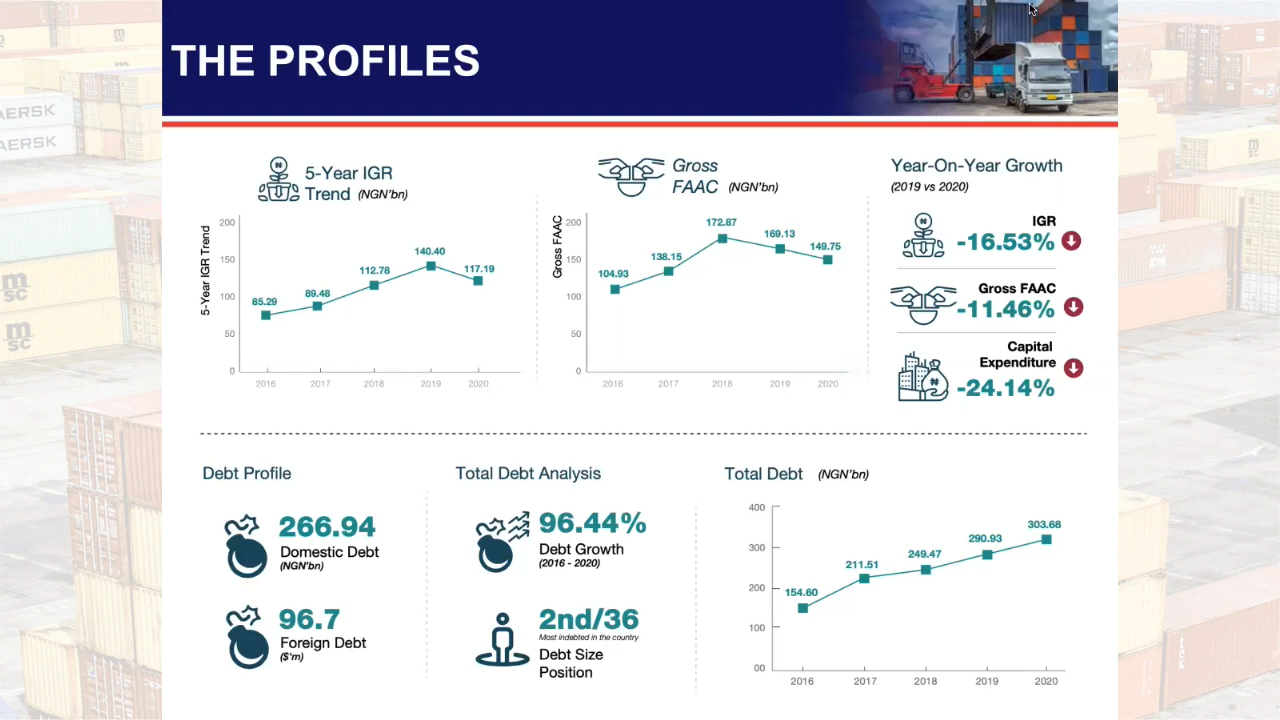 THE PROFILES
AERSK
AERSK
msc
msc
msc
5-Year IGR
Trend (NGN'bn)
5-Year IGR Trend
200
150
100
50
0
85.29
89.48
112.78
140.40
117.19
2016
2017
2018
2019
2020
Gross
FAAC (NGN'bn)
Gross FAAC
200
150
100
50
0
104.93
138.15
172.87
169.13
149.75
2016
2017
2018
2019
2020
Year-On-Year Growth
(2019 vs 2020)
IGR
-16.53%
Gross FAAC
-11.46%
Capital
Expenditure
-24.14%
Debt Profile
266.94
Domestic Debt
(NGN'bn)
96.7
Foreign Debt
($'m)
Total Debt Analysis
96.44%
Debt Growth
(2016 - 2020)
2nd/36
Most indebted in the country
Debt Size
Position
Total Debt (NGN'bn)
400
300
200
100
00
154.60
211.51
249.47
290.93
303.68
2016
2017
2018
2019
2020